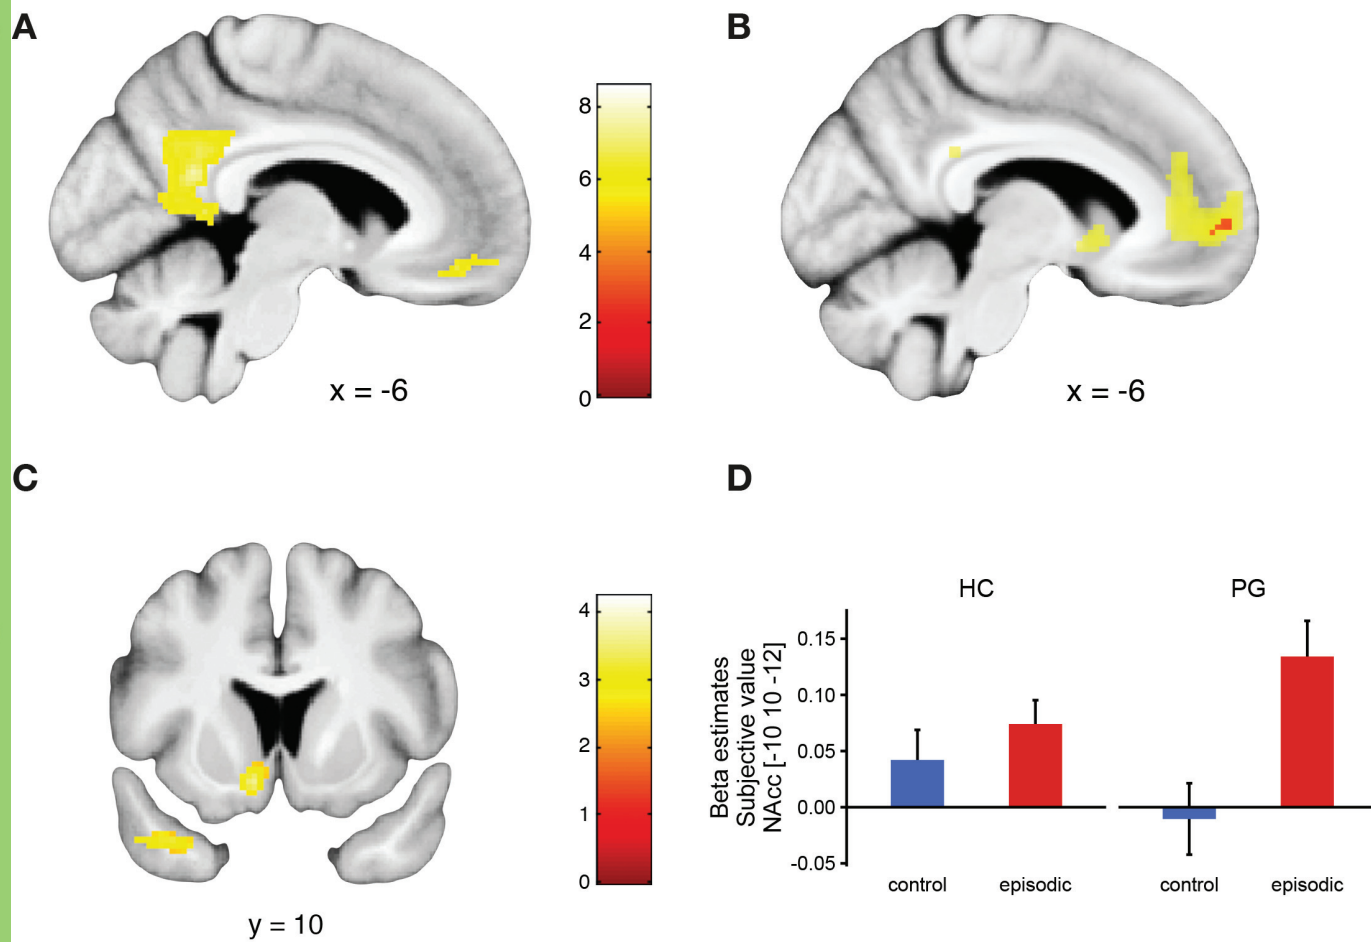 A
B
8
6
4
2
0
x = -6
x = -6
C
D
4
3
2
1
0
y = 10
HC
PG
Beta estimates
Subjective value
NAcc [-10 10 -12]
0.15
0.10
0.05
0.00
-0.05
control
episodic
control
episodic